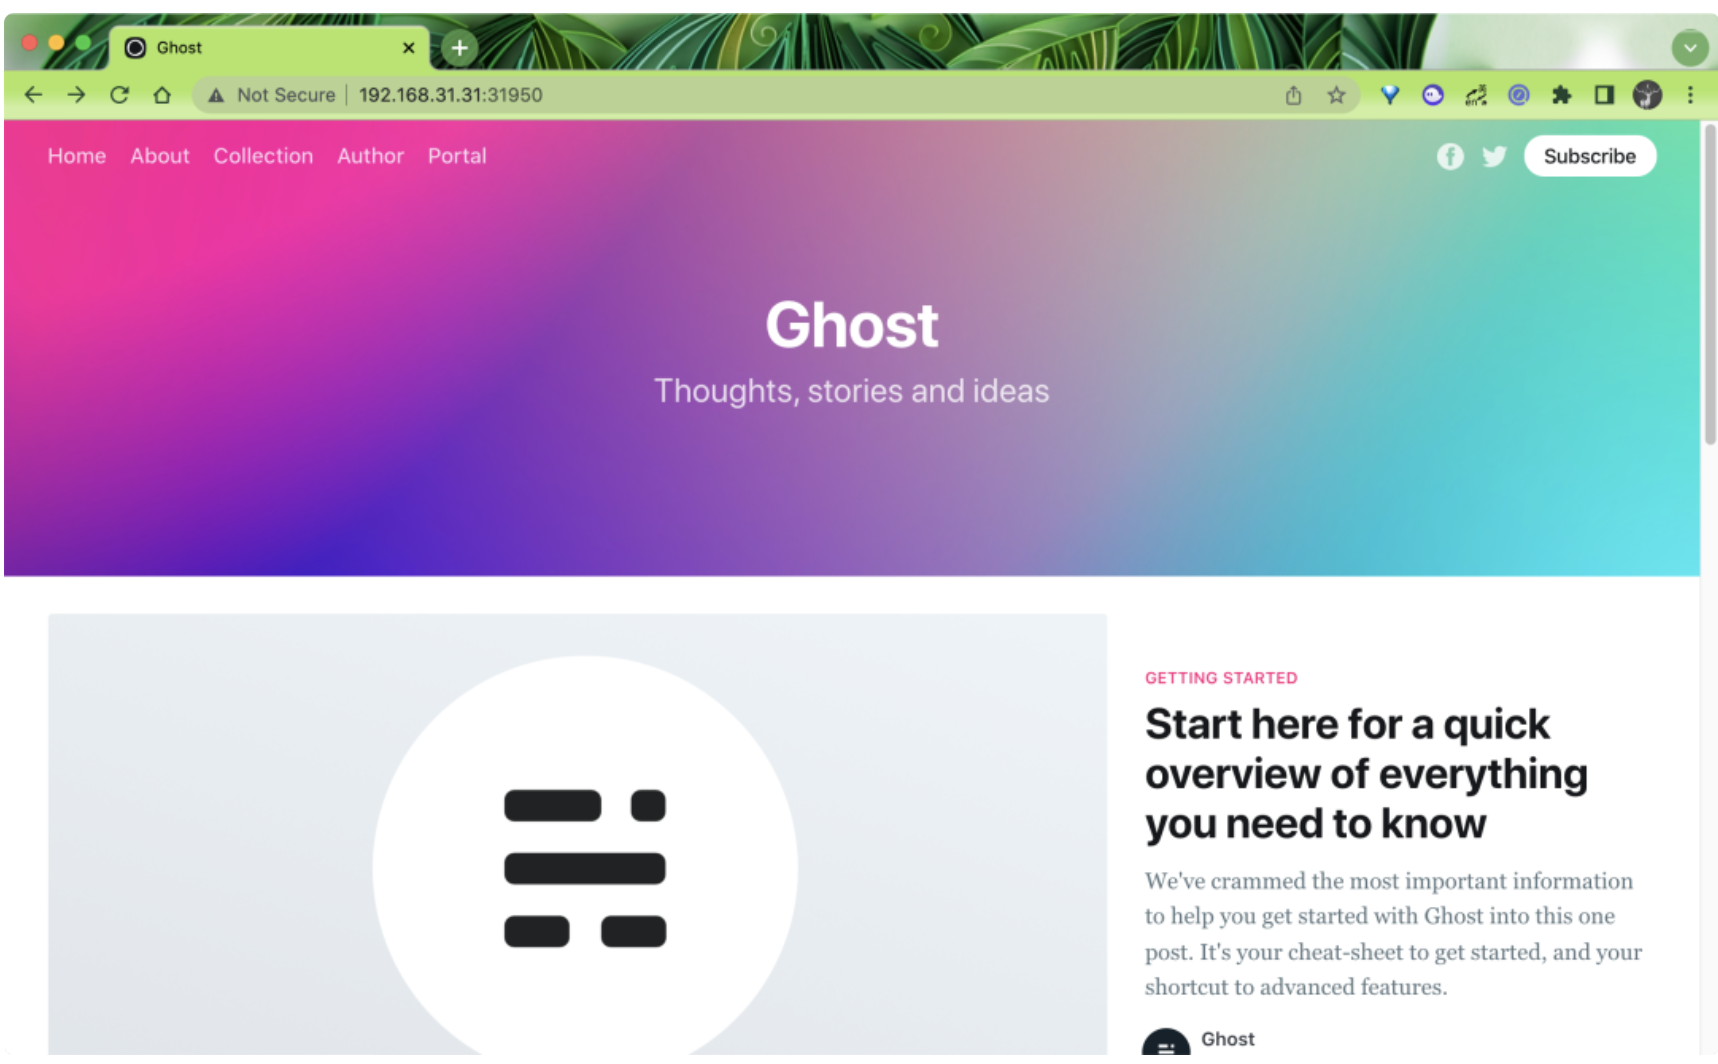 Ghost
Not Secure 192.168.31.31:31950
Home About Collection Author Portal
Subscribe
Ghost
Thoughts, stories and ideas
GETTING STARTED
Start here for a quick
overview of everything
you need to know
We've crammed the most important information
to help you get started with Ghost into this one
post. It's your cheat-sheet to get started, and your
shortcut to advanced features.
Ghost